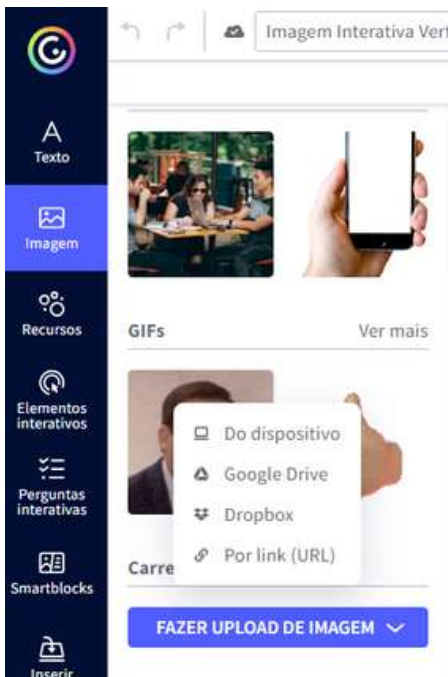 Imagem Interativa Vert
Texto
Imagem
Recursos
Elementos
interativos
Perguntas
interativas
Smartblocks
Inserir
GIFs
Ver mais
Do dispositivo
Google Drive
Dropbox
Por link (URL)
Carre
FAZER UPLOAD DE IMAGEM